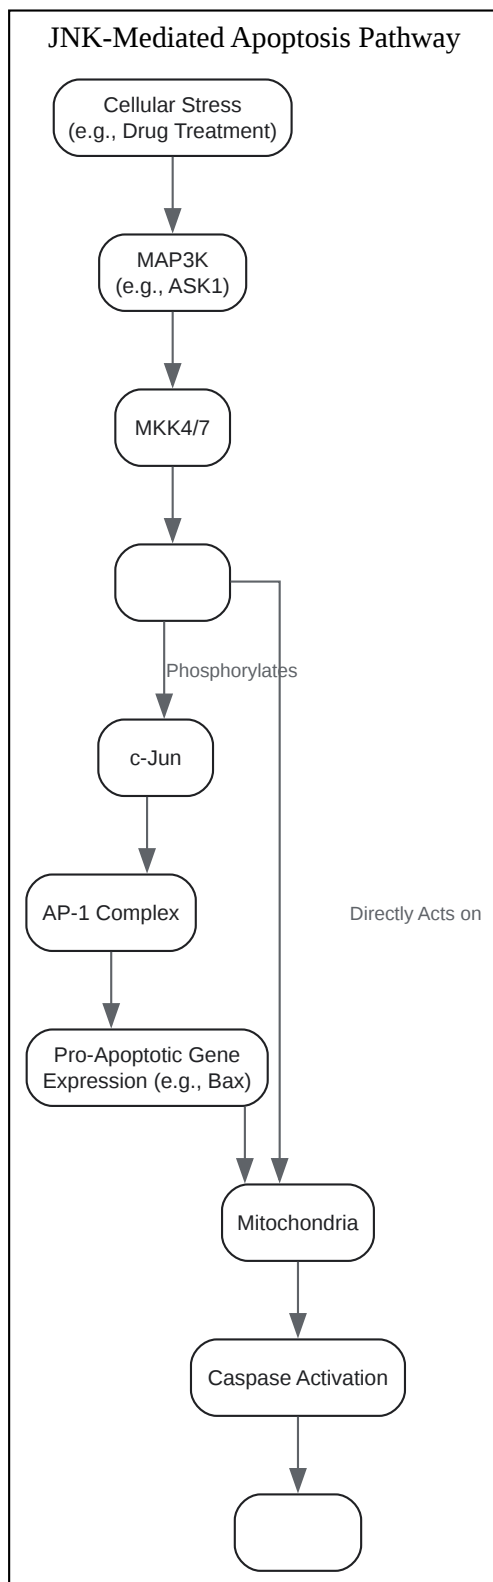 JNK-Mediated Apoptosis Pathway
Cellular Stress
(e.g., Drug Treatment)
MAP3K
(e.g., ASK1)
MKK4/7
Phosphorylates
c-Jun
AP-1 Complex
Directly Acts on
Pro-Apoptotic Gene
Expression (e.g., Bax)
Mitochondria
Caspase Activation